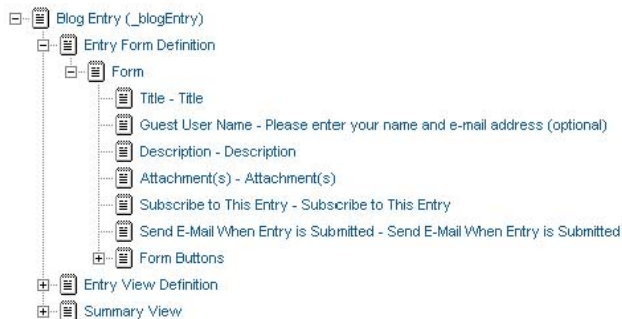 Blog Entry (_blogEntry)
Entry Form Definition
Form
Title - Title
Guest User Name - Please enter your name and e-mail address (optional)
Description - Description
Attachment(s) - Attachment(s)
Subscribe to This Entry - Subscribe to This Entry
Send E-Mail When Entry is Submitted - Send E-Mail When Entry is Submitted
Form Buttons
Entry View Definition
Summary View